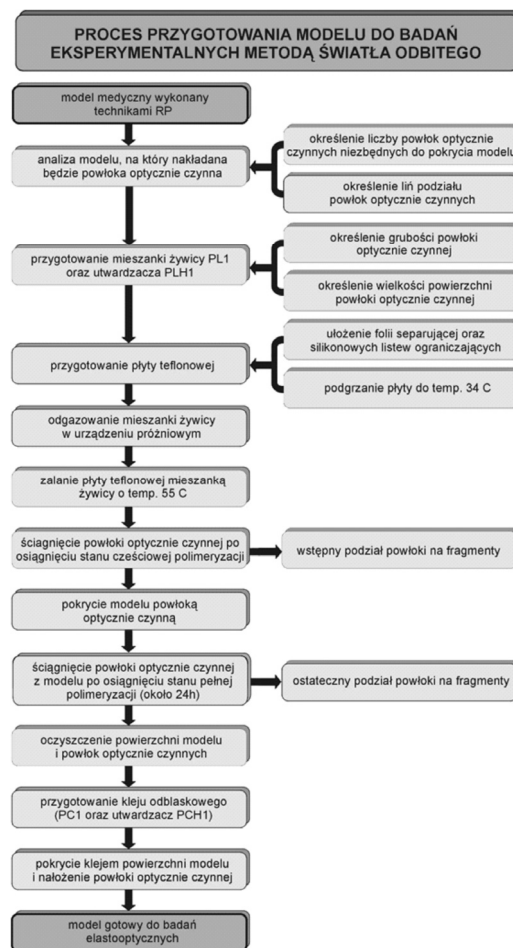 PROCES PRZYGOTOWANIA MODELU DO BADAŃ
EKSPERYMENTALNYCH METODĄ ŚWIATŁA ODBITEGO
model medyczny wykonany
technikami RP
analiza modelu, na który nakładana
będzie powłoka optycznie czynna
określenie liczby powłok optycznie
czynnych niezbędnych do pokrycia modelu
określenie liń podziału
powłok optycznie czynnych
przygotowanie mieszanki żywicy PL1
oraz utwardzacza PLH1
określenie grubości powłoki
optycznie czynnej
określenie wielkości powierzchni
powłoki optycznie czynnej
przygotowanie płyty teflonowej
ułożenie folii separującej oraz
silikonowych listew ograniczających
podgrzanie płyty do temp. 34 C
odgazowanie mieszanki żywicy
w urządzeniu próżniowym
zalanie płyty teflonowej mieszanką
żywicy o temp. 55 C
ściagnięcie powłoki optycznie czynnej po
osiągnięciu stanu cześciowej polimeryzacji
wstępny podział powłoki na fragmenty
pokrycie modelu powłoką
optycznie czynną
ściągnięcie powłoki optycznie czynnej
z modelu po osiągnięciu stanu pełnej
polimeryzacji (około 24h)
ostateczny podział powłoki na fragmenty
oczyszczenie powierzchni modelu
i powłok optycznie czynnych
przygotowanie kleju odblaskowego
(PC1 oraz utwardzacz PCH1)
pokrycie klejem powierzchni modelu
i nałożenie powłoki optycznie czynnej
model gotowy do badań
elastooptycznych